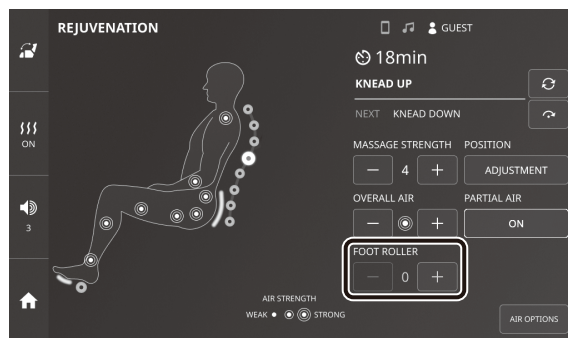 REJUVENATION
GUEST
18min
KNEAD UP
NEXT KNEAD DOWN
ON
MASSAGE STRENGTH POSITION
4 ADJUSTMENT
OVERALL AIR PARTIAL AIR
3
ON
FOOT ROLLER
0
AIR STRENGTH
WEAK STRONG
AIR OPTIONS